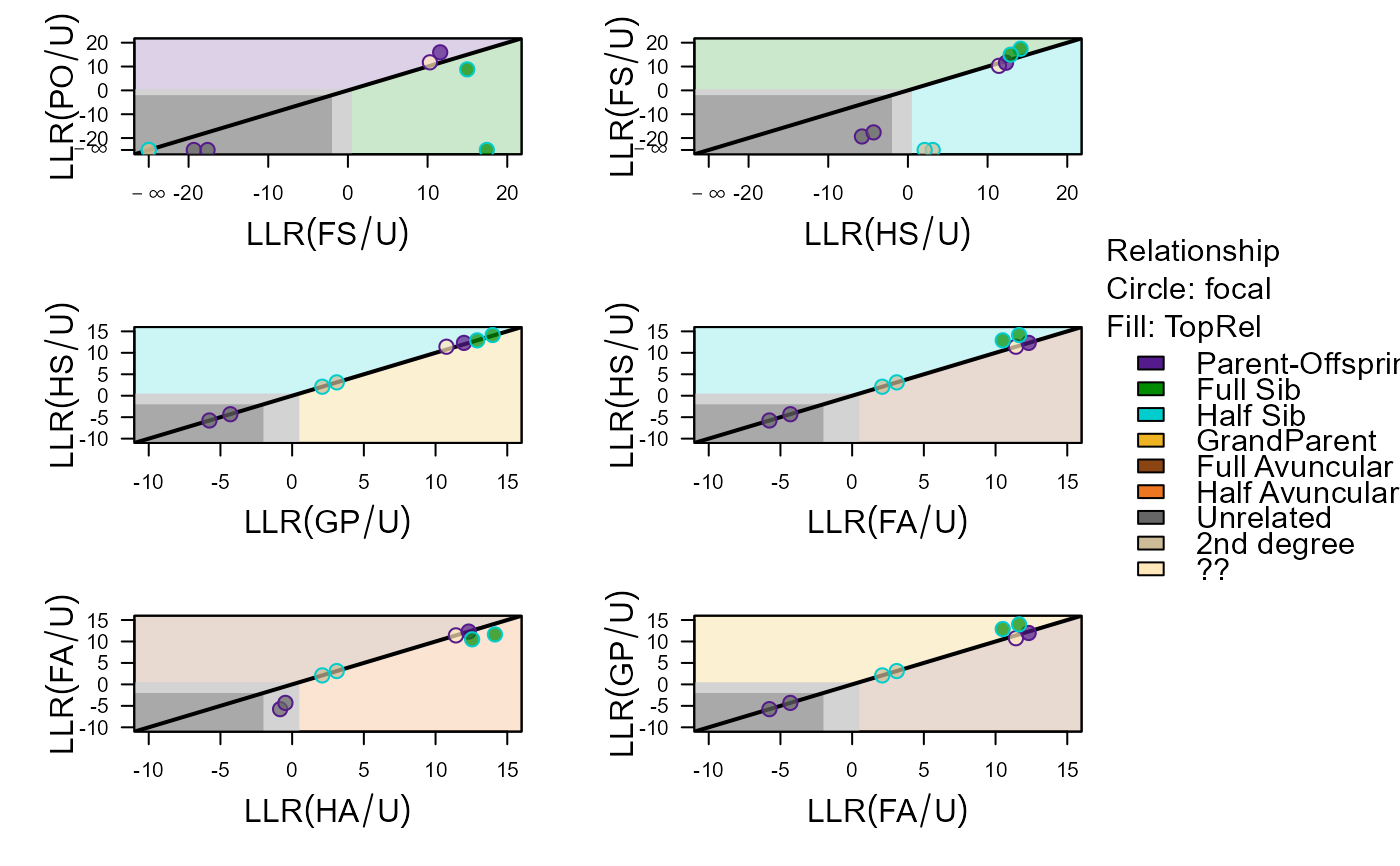 LLR(PO/U)
20
10
0
-10
-20
−∞
− ∞ -20 -10 0 10 20
LLR(FS/U)
LLR(FS/U)
20
10
0
-10
-20
−∞
− ∞ -20 -10 0 10 20
LLR(HS/U)
LLR(HS/U)
15
10
5
0
-5
-10
-10 -5 0 5 10 15
LLR(GP/U)
LLR(HS/U)
15
10
5
0
-5
-10
-10 -5 0 5 10 15
LLR(FA/U)
LLR(FA/U)
15
10
5
0
-5
-10
-10 -5 0 5 10 15
LLR(HA/U)
LLR(GP/U)
15
10
5
0
-5
-10
-10 -5 0 5 10 15
LLR(FA/U)
Relationship
Circle: focal
Fill: TopRel
Parent-Offsprin
Full Sib
Half Sib
GrandParent
Full Avuncular
Half Avuncular
Unrelated
2nd degree
??